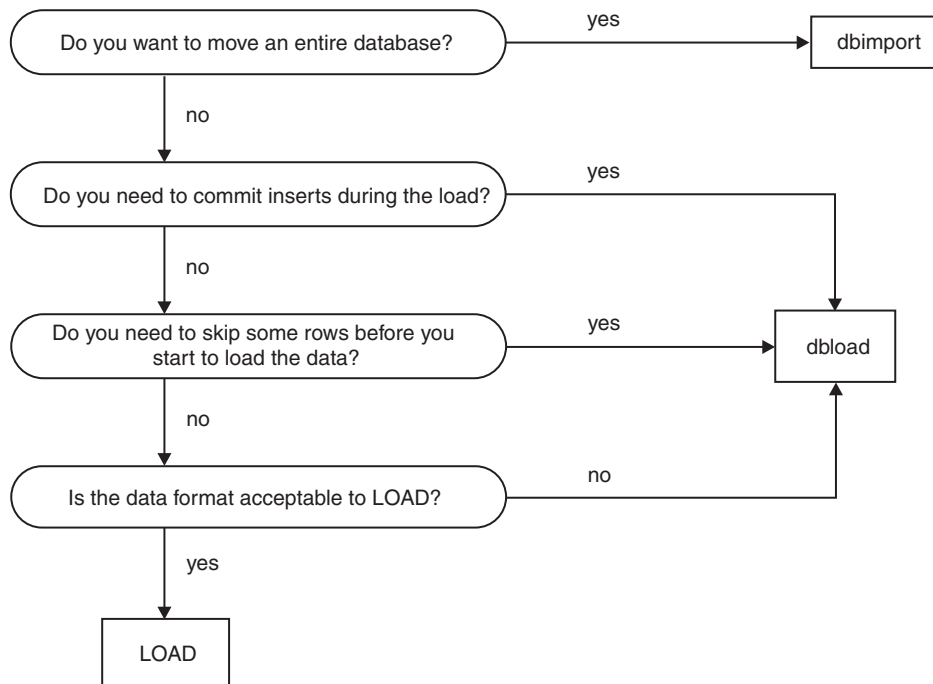 Do you want to move an entire database?
yes
dbimport
no
Do you need to commit inserts during the load?
yes
no
Do you need to skip some rows before you
start to load the data?
yes
dbload
no
Is the data format acceptable to LOAD?
no
yes
LOAD